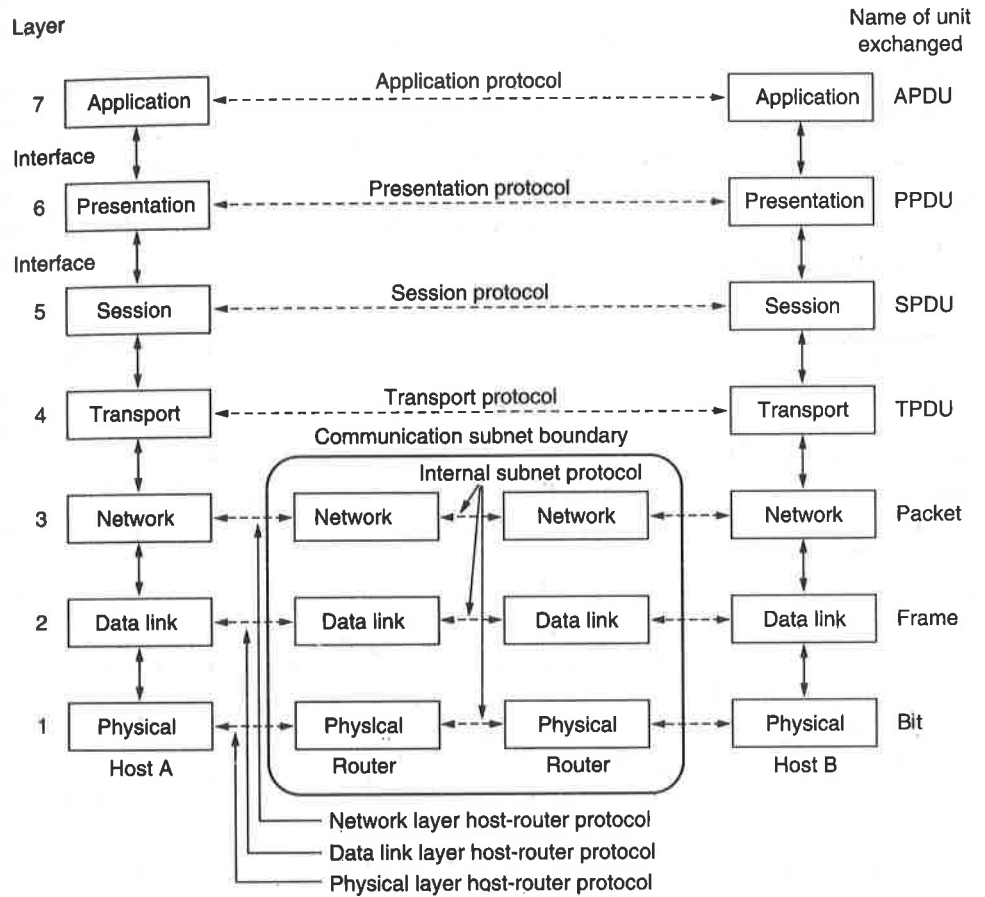 Layer
Name of unit
exchanged
7
Application
Application protocol
Application
APDU
Interface
6
Presentation
Presentation protocol
Presentation
PPDU
Interface
5
Session
Session protocol
Session
SPDU
4
Transport
Transport protocol
Transport
TPDU
Communication subnet boundary
Internal subnet protocol
3
Network
Network
Network
Network
Packet
2
Data link
Data link
Data link
Data link
Frame
1
Physical
Physical
Physical
Physical
Bit
Host A
Router
Router
Host B
Network layer host-router protocol
Data link layer host-router protocol
Physical layer host-router protocol